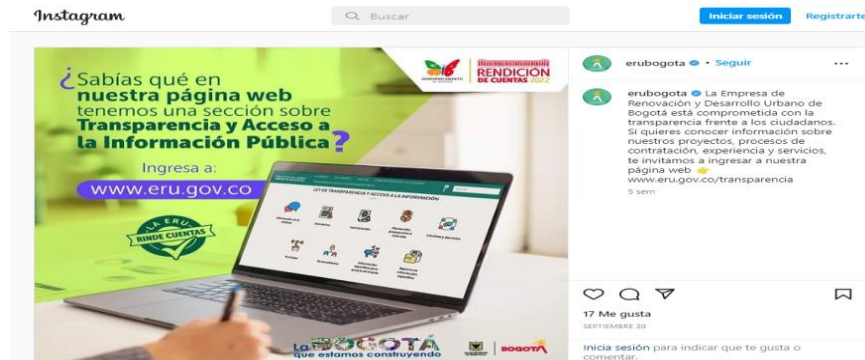 Instagram
Buscar
Iniciar sesión
Registrarte
¿Sabías qué en
nuestra página web
tenemos una sección sobre
Transparencia y Acceso a
la Información Pública?
Ingresa a:
www.eru.gov.co
LA ERU
RINDE CUENTAS
RENDICIÓN
DE CUENTAS 2022
LEY DE TRANSPARENCIA Y ACCESO A LA INFORMACIÓN
La BOGOTÁ
que estamos construyendo
BOGOTÁ
erubogota • Seguir
erubogota La Empresa de
Renovación y Desarrollo Urbano de
Bogotá está comprometida con la
transparencia frente a los ciudadanos.
Si quieres conocer información sobre
nuestros proyectos, procesos de
contratación, experiencia y servicios,
te invitamos a ingresar a nuestra
página web 👉
www.eru.gov.co/transparencia
5 sem
17 Me gusta
SEPTIEMBRE 20
Inicia sesión para indicar que te gusta o
comentar.